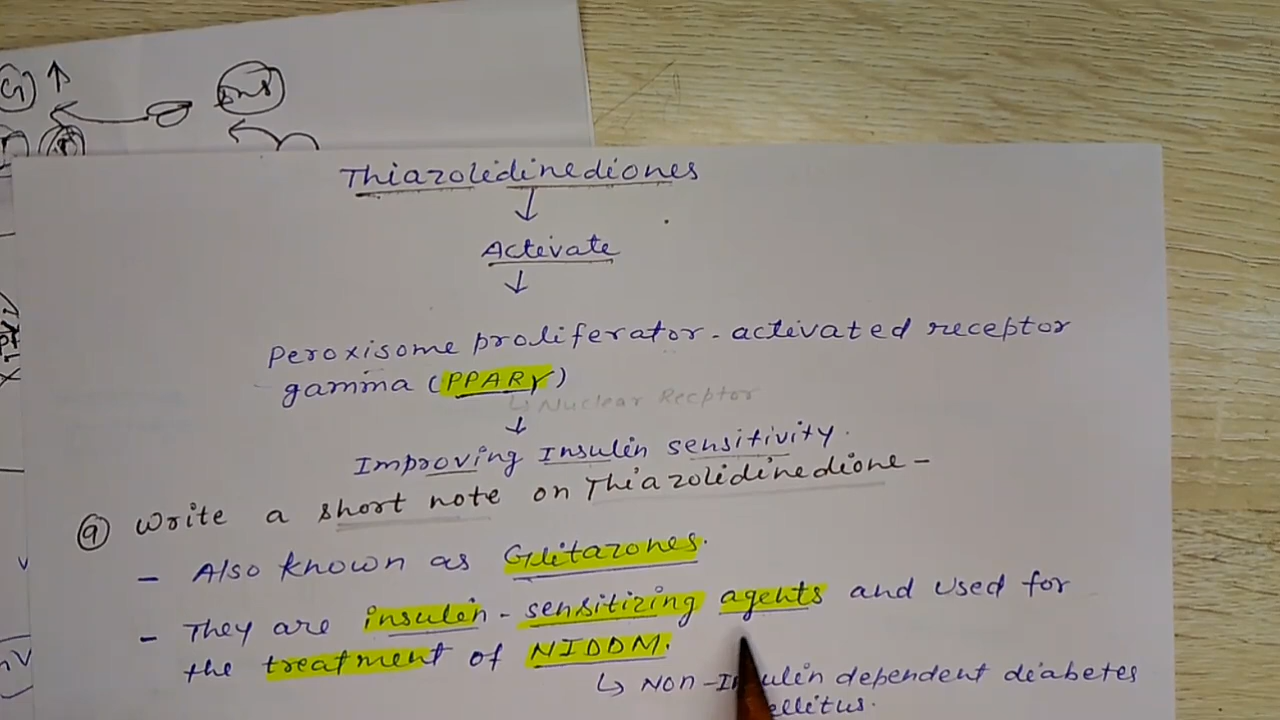 Thiazolidinediones
↓
Activate
↓
Peroxisome proliferator-activated receptor
gamma (PPARγ)
↳ Nuclear Recptor
↓
Improving Insulin sensitivity.
Q Write a short note on Thiazolidinedione -
- Also known as Glitazones.
- They are insulin-sensitizing agents and used for
the treatment of NIDDM.
↳ Non-Insulin dependent diabetes